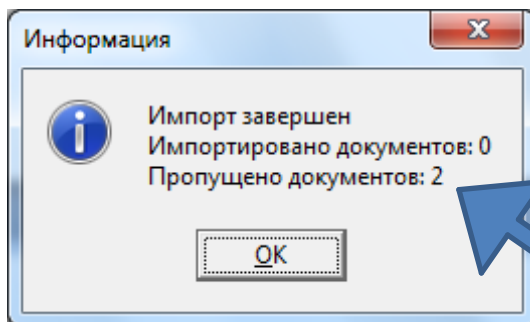 Информация
Импорт завершен
Импортировано документов: 0
Пропущено документов: 2
OK